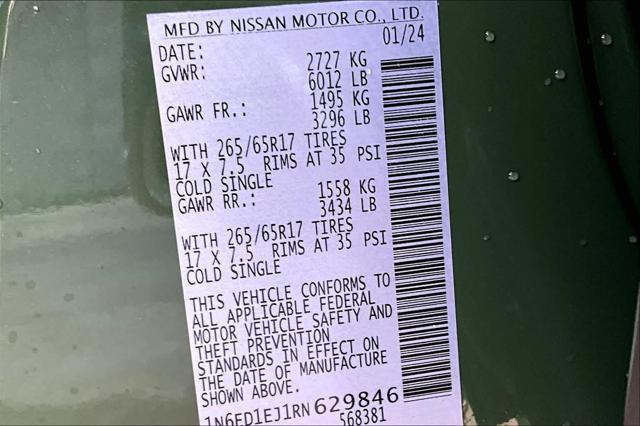 MFD BY NISSAN MOTOR CO., LTD.
DATE: 01/24
GVWR: 2727 KG
6012 LB
GAWR FR.: 1495 KG
3296 LB
WITH 265/65R17 TIRES
17 X 7.5 RIMS AT 35 PSI
COLD SINGLE
GAWR RR.: 1558 KG
3434 LB
WITH 265/65R17 TIRES
17 X 7.5 RIMS AT 35 PSI
COLD SINGLE
THIS VEHICLE CONFORMS TO
ALL APPLICABLE FEDERAL
MOTOR VEHICLE SAFETY AND
THEFT PREVENTION
STANDARDS IN EFFECT ON
THE DATE OF MANUFACTURE
SHOWN ABOVE.
1N6ED1EJ1RN629846
568381